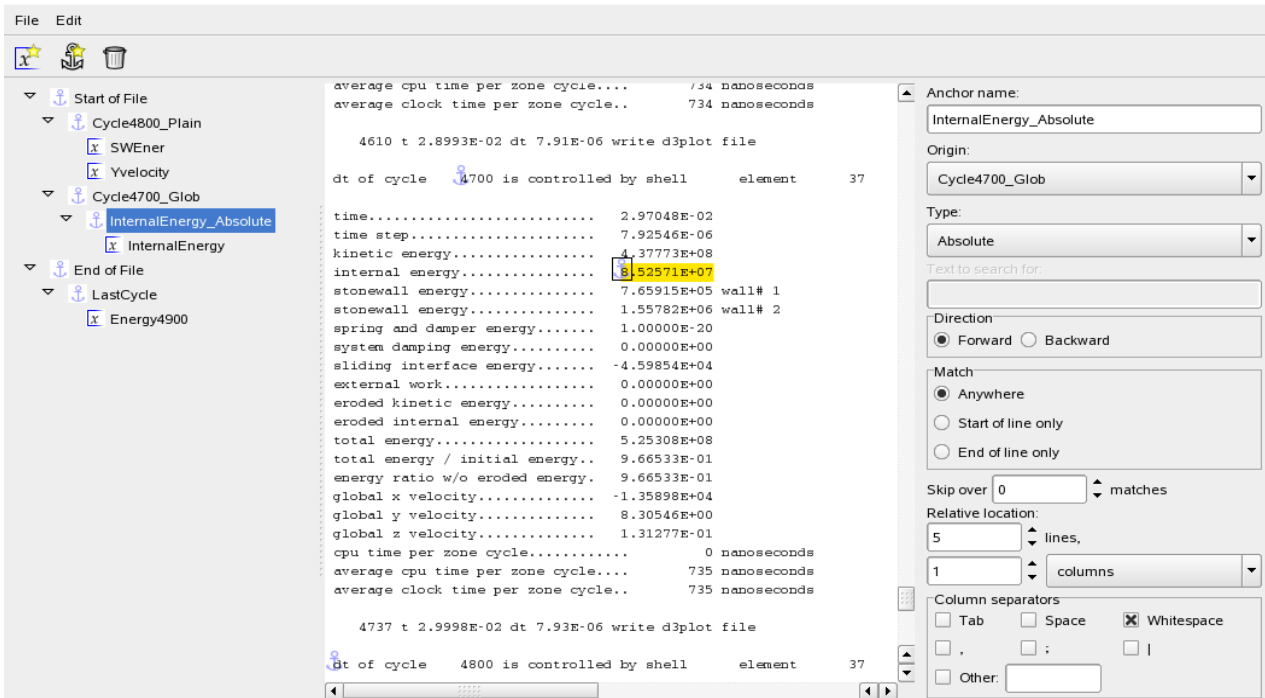 File Edit
Start of File
Cycle4800_Plain
x SWEner
x Yvelocity
Cycle4700_Glob
InternalEnergy_Absolute
x InternalEnergy
End of File
LastCycle
x Energy4900
average cpu time per zone cycle.... 734 nanoseconds
average clock time per zone cycle.. 734 nanoseconds
4610 t 2.8993E-02 dt 7.91E-06 write d3plot file
dt of cycle 4700 is controlled by shell element 37
time........................... 2.97048E-02
time step...................... 7.92546E-06
kinetic energy................. 4.37773E+08
internal energy................ 8.52571E+07
stonewall energy............... 7.65915E+05 wall# 1
stonewall energy............... 1.55782E+06 wall# 2
spring and damper energy....... 1.00000E-20
system damping energy.......... 0.00000E+00
sliding interface energy....... -4.59854E+04
external work.................. 0.00000E+00
eroded kinetic energy.......... 0.00000E+00
eroded internal energy......... 0.00000E+00
total energy................... 5.25308E+08
total energy / initial energy.. 9.66533E-01
energy ratio w/o eroded energy. 9.66533E-01
global x velocity.............. -1.35898E+04
global y velocity.............. 8.30546E+00
global z velocity.............. 1.31277E-01
cpu time per zone cycle............ 0 nanoseconds
average cpu time per zone cycle.... 735 nanoseconds
average clock time per zone cycle.. 735 nanoseconds
4737 t 2.9998E-02 dt 7.93E-06 write d3plot file
dt of cycle 4800 is controlled by shell element 37
Anchor name:
InternalEnergy_Absolute
Origin:
Cycle4700_Glob
Type:
Absolute
Text to search for:
Direction
Forward Backward
Match
Anywhere
Start of line only
End of line only
Skip over 0 matches
Relative location:
5 lines,
1 columns
Column separators
Tab Space Whitespace
, ; |
Other: